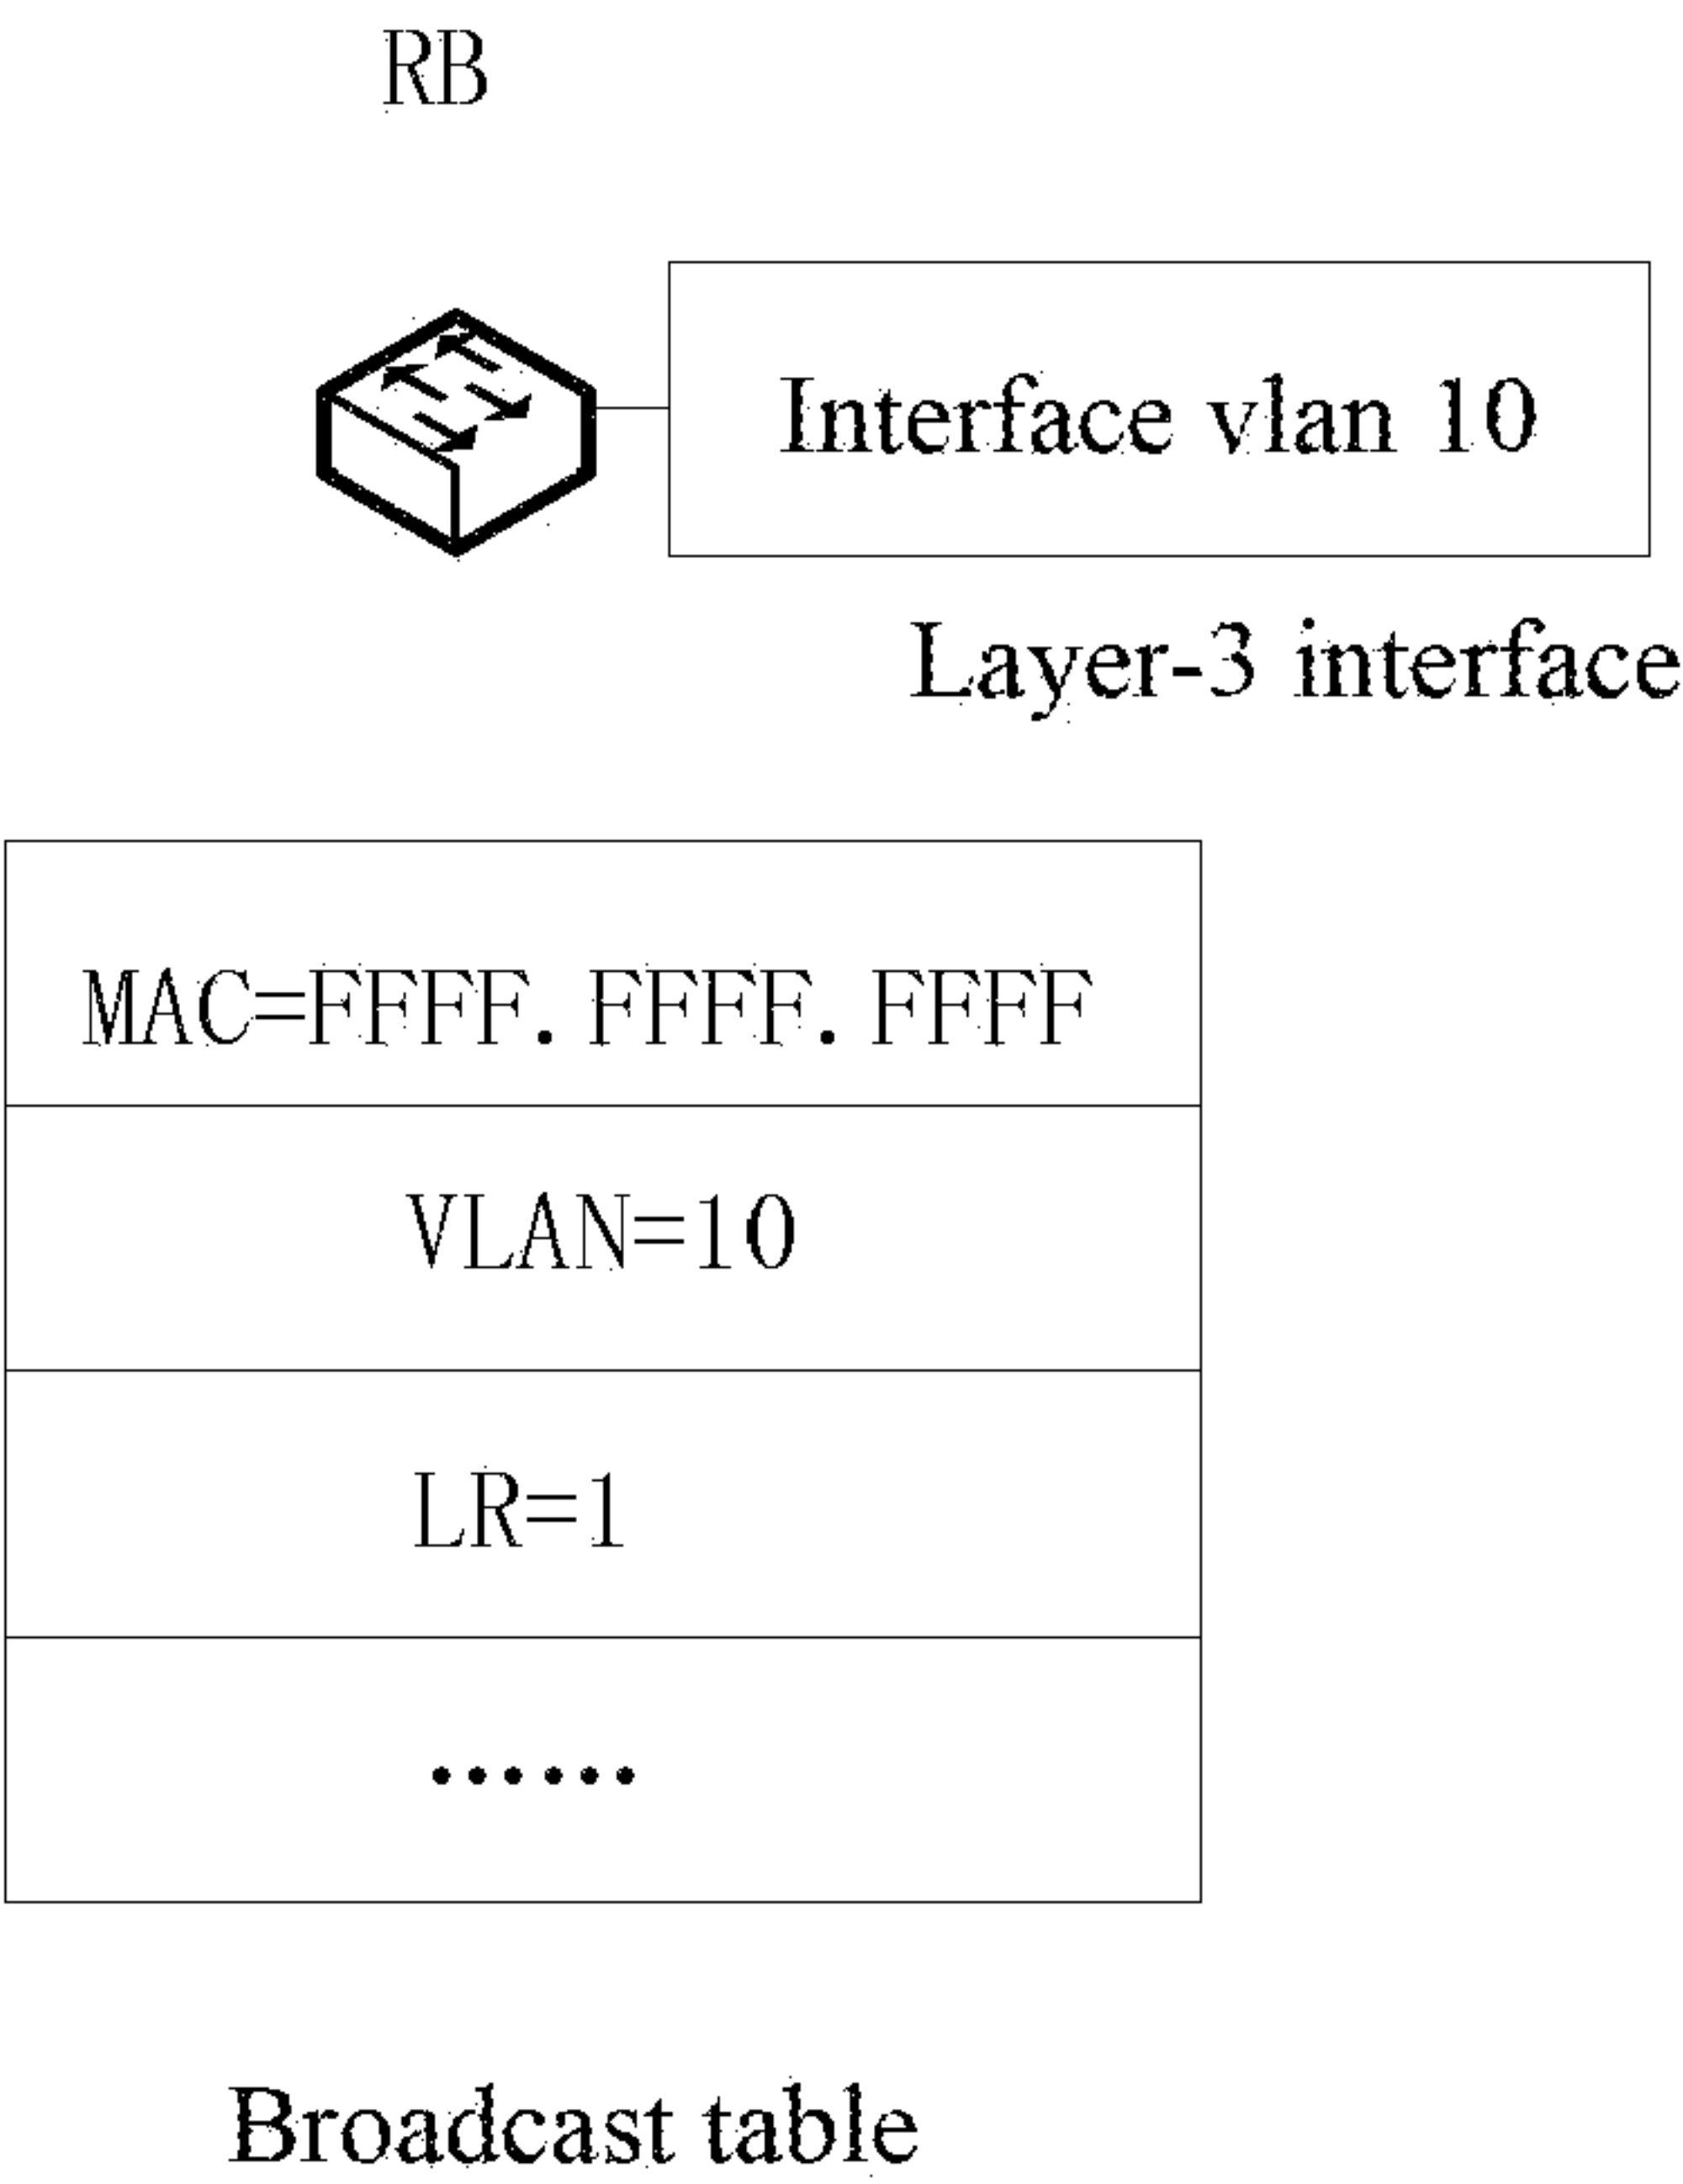 RB
Interface vlan 10
Layer-3 interface
MAC=FFFF.FFFF.FFFF
VLAN=10
LR=1
••••••
Broadcast table